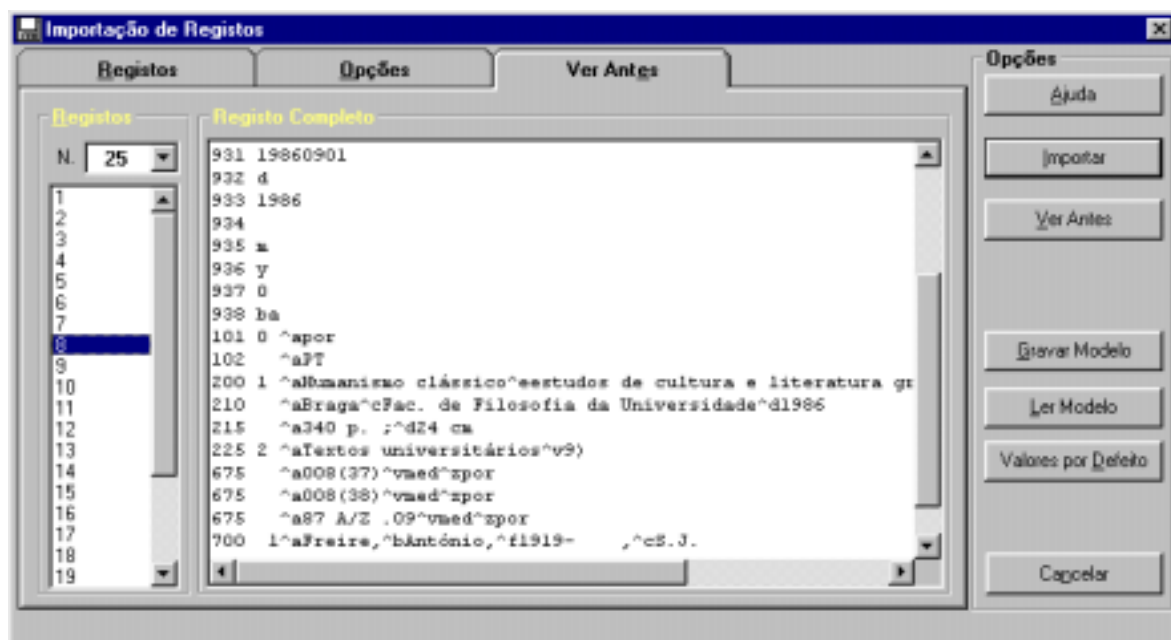 Importação de Registos
Registos
Opções
Ver Antes
Registos
N. 25
1
2
3
4
5
6
7
8
9
10
11
12
13
14
15
16
17
18
19
Registo Completo
931 19860901
932 d
933 1986
934
935 m
936 y
937 0
938 ba
101 0 ^apor
102 ^aPT
200 1 ^aHumanismo clássico^eestudos de cultura e literatura gr
210 ^aBraga^cFac. de Filosofia da Universidade^d1986
215 ^a340 p. ;^d24 cm
225 2 ^aTextos universitários^v9)
675 ^a008(37)^vmed^zpor
675 ^a008(38)^vmed^zpor
675 ^a87 A/Z .09^vmed^zpor
700 1^aFreire,^bAntónio,^f1919- ,^cS.J.
Opções
Ajuda
Importar
Ver Antes
Gravar Modelo
Ler Modelo
Valores por Defeito
Cancelar